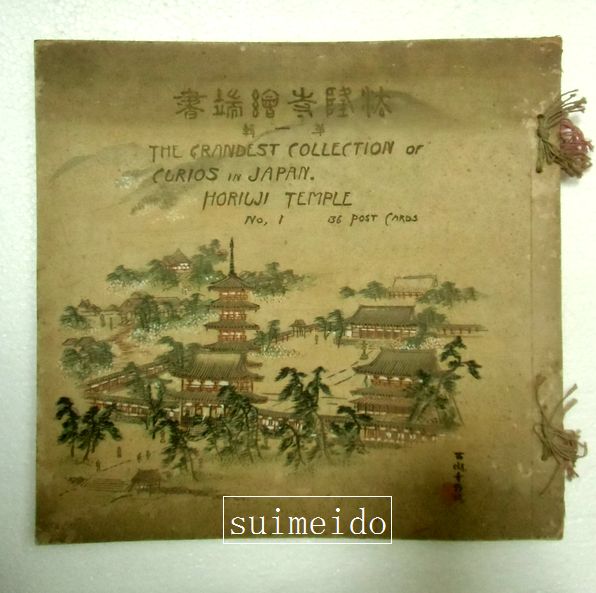 法隆寺繪端書
第一輯
THE GRANDEST COLLECTION OF
CURIOS IN JAPAN.
HORIUJI TEMPLE
No, 1 136 POST CARDS
suimeido